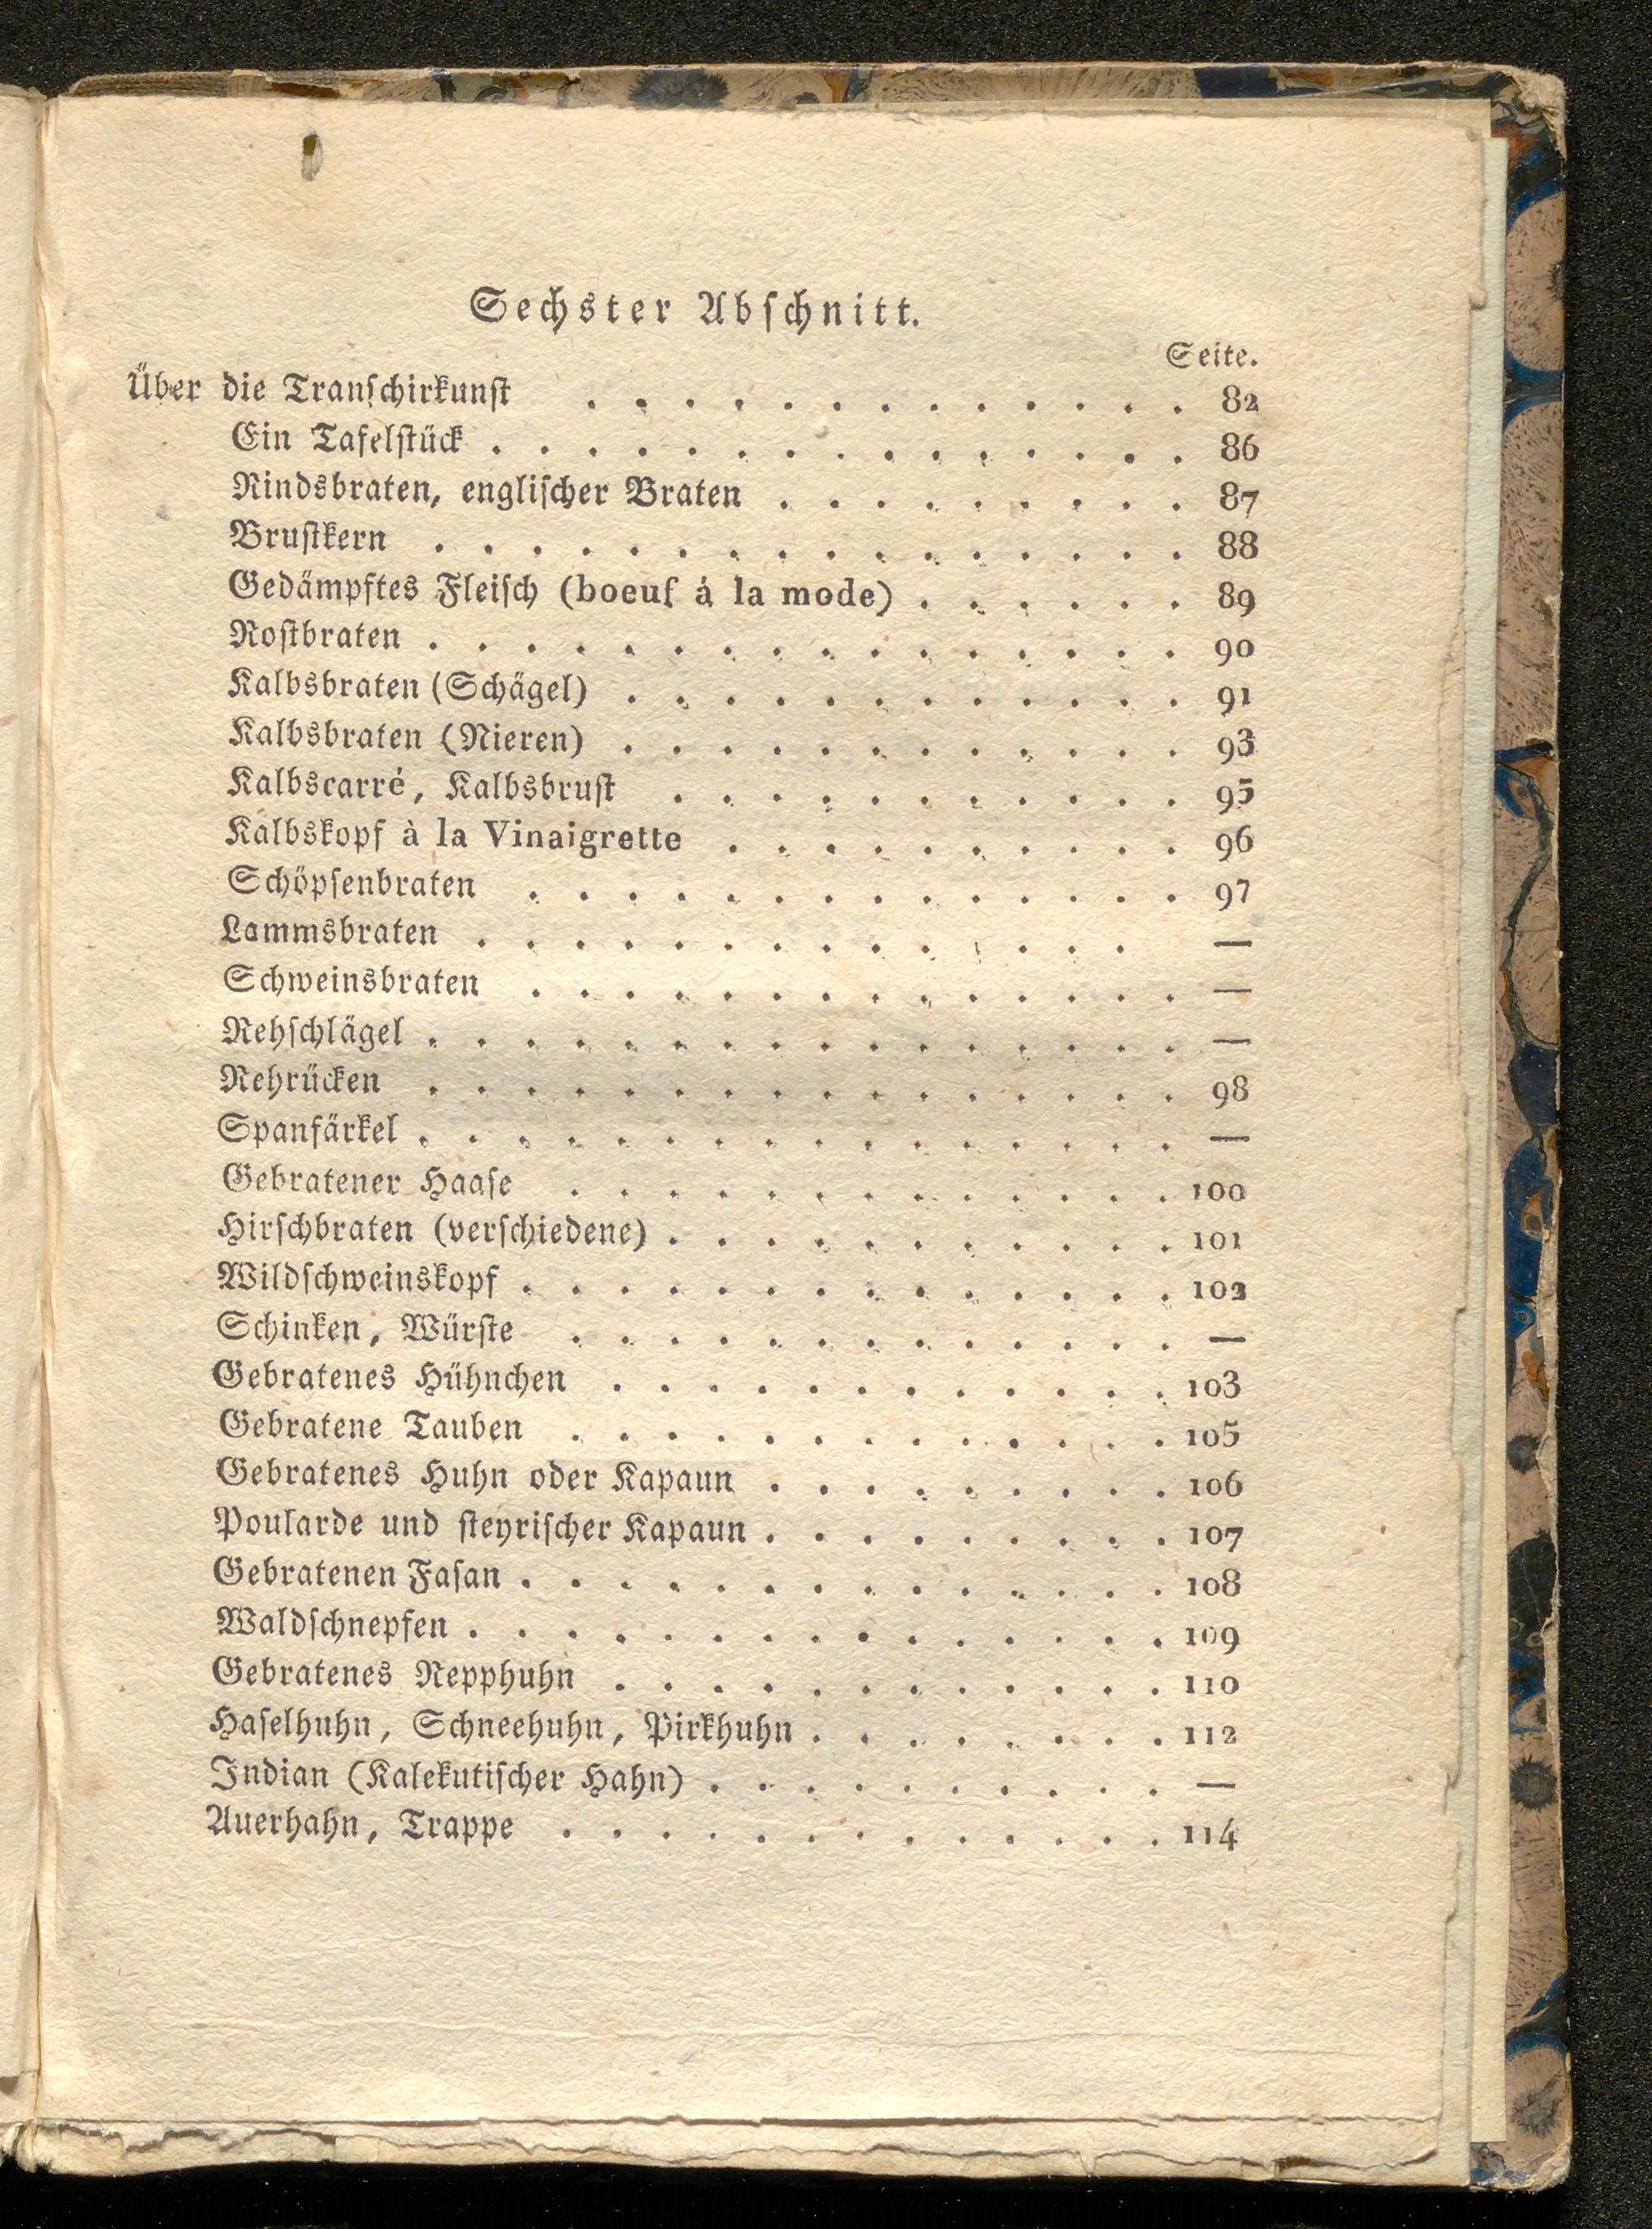 Sechster Abschnitt.
Seite.
Über die Transchirkunst . . . . . . . . . . . . . 82
Ein Tafelstück . . . . . . . . . . . . . . . 86
Rindsbraten, englischer Braten . . . . . . . . . 87
Brustkern . . . . . . . . . . . . . . . . 88
Gedämpftes Fleisch (boeuf á la mode) . . . . . . 89
Rostbraten . . . . . . . . . . . . . . . . 90
Kalbsbraten (Schägel) . . . . . . . . . . . . 91
Kalbsbraten (Nieren) . . . . . . . . . . . . 93
Kalbscarré, Kalbsbrust . . . . . . . . . . . 95
Kalbskopf à la Vinaigrette . . . . . . . . . . 96
Schöpsenbraten . . . . . . . . . . . . . . 97
Lammsbraten . . . . . . . . . . . . . . —
Schweinsbraten . . . . . . . . . . . . . . —
Rehschlägel . . . . . . . . . . . . . . . . —
Rehrücken . . . . . . . . . . . . . . . . 98
Spanfärkel . . . . . . . . . . . . . . . . —
Gebratener Haase . . . . . . . . . . . . . 100
Hirschbraten (verschiedene) . . . . . . . . . . . 101
Wildschweinskopf . . . . . . . . . . . . . . 102
Schinken, Würste . . . . . . . . . . . . . —
Gebratenes Hühnchen . . . . . . . . . . . . 103
Gebratene Tauben . . . . . . . . . . . . . 105
Gebratenes Huhn oder Kapaun . . . . . . . . . 106
Poularde und steyrischer Kapaun . . . . . . . . . 107
Gebratenen Fasan . . . . . . . . . . . . . . 108
Waldschnepfen . . . . . . . . . . . . . . . 109
Gebratenes Repphuhn . . . . . . . . . . . . 110
Haselhuhn, Schneehuhn, Pirkhuhn . . . . . . . . 112
Indian (Kalekutischer Hahn) . . . . . . . . . . —
Auerhahn, Trappe . . . . . . . . . . . . . 114